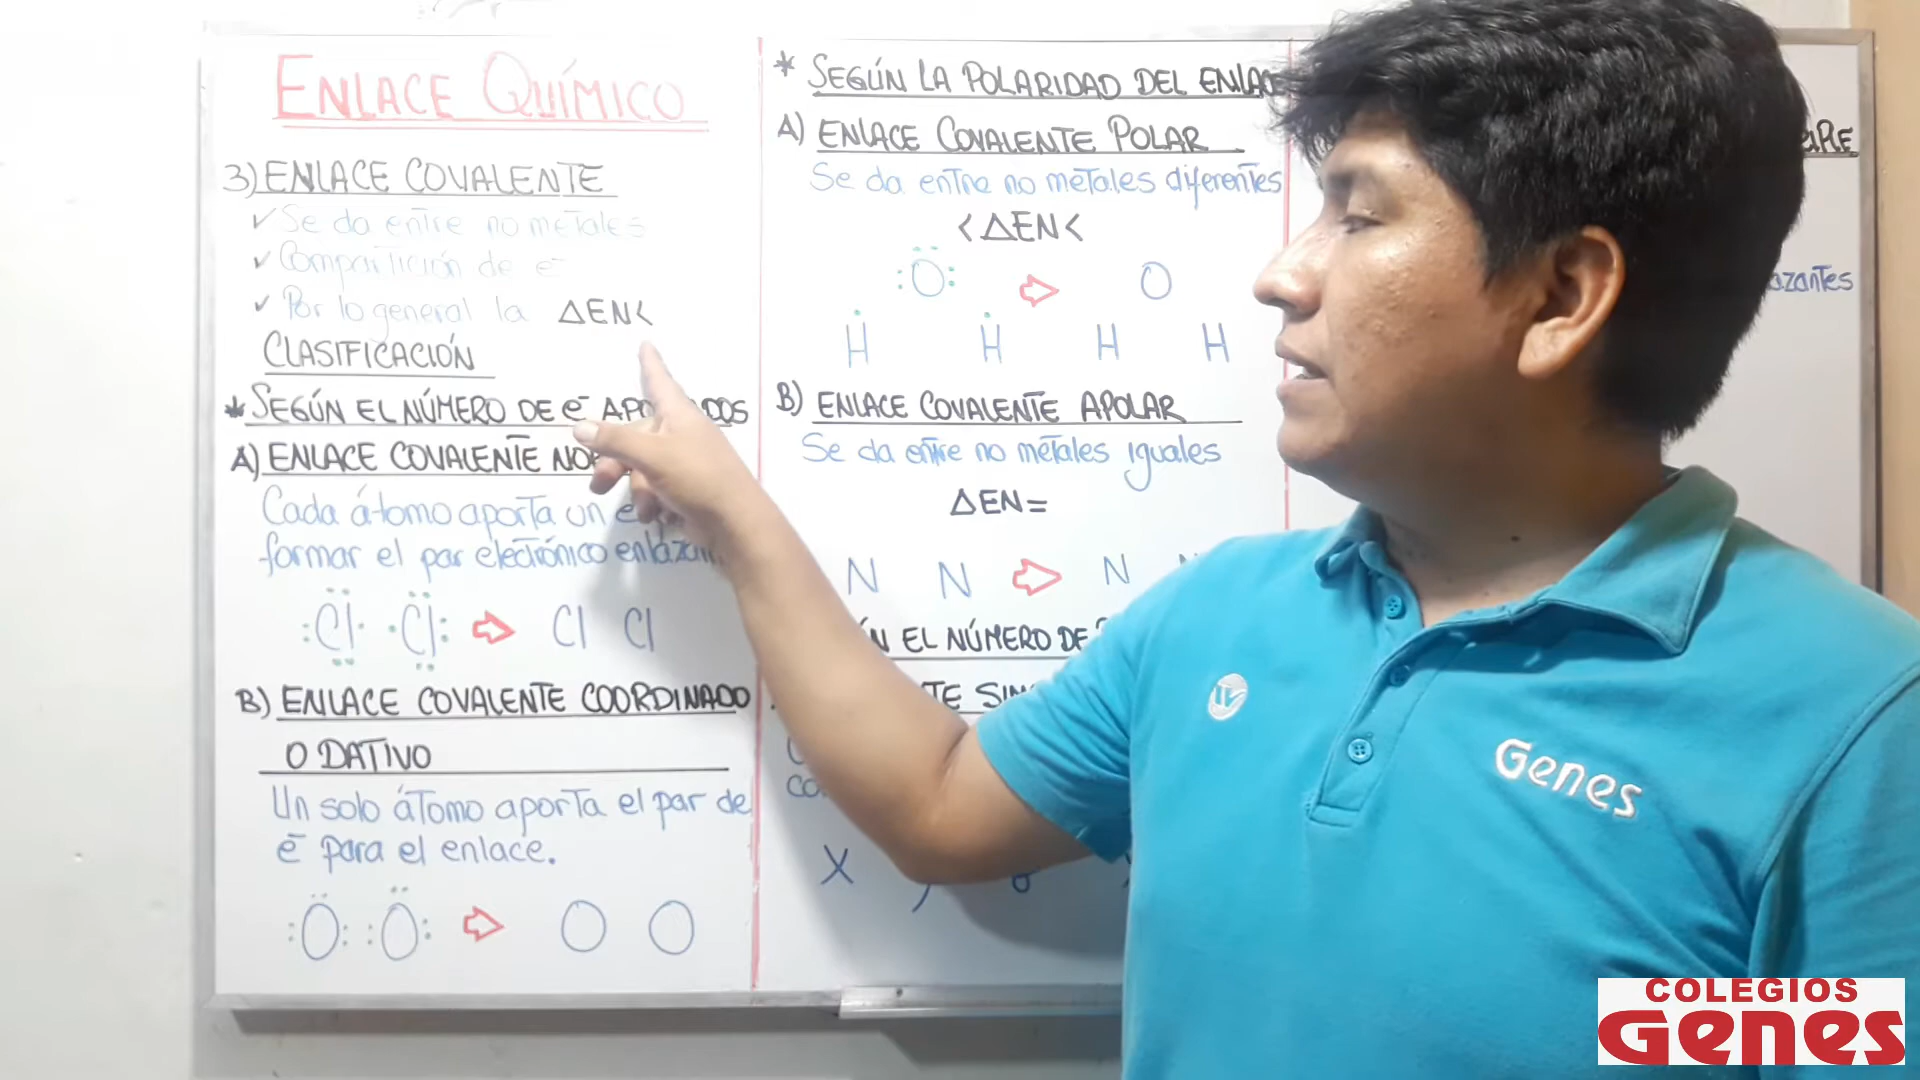 ENLACE QUÍMICO
3) ENLACE COVALENTE
✓ Se da entre no metales
✓ Compartición de e⁻
✓ Por lo general la ΔEN<
CLASIFICACIÓN
* SEGÚN EL NÚMERO DE e⁻
A) ENLACE COVALENTE
Cada átomo aporta un
formar el par electrónico
Cl Cl ⇨ Cl Cl
B) ENLACE COVALENTE COORDINADO
O DATIVO
Un solo átomo aporta el par de
e⁻ para el enlace.
O O ⇨ O O
* SEGÚN LA POLARIDAD DEL ENLACE
A) ENLACE COVALENTE POLAR
Se da entre no metales diferentes
< ΔEN <
O ⇨ O
H H H H
B) ENLACE COVALENTE APOLAR
Se da entre no metales iguales
ΔEN =
N N ⇨ N
EL NÚMERO DE
X
Genes
COLEGIOS
Genes